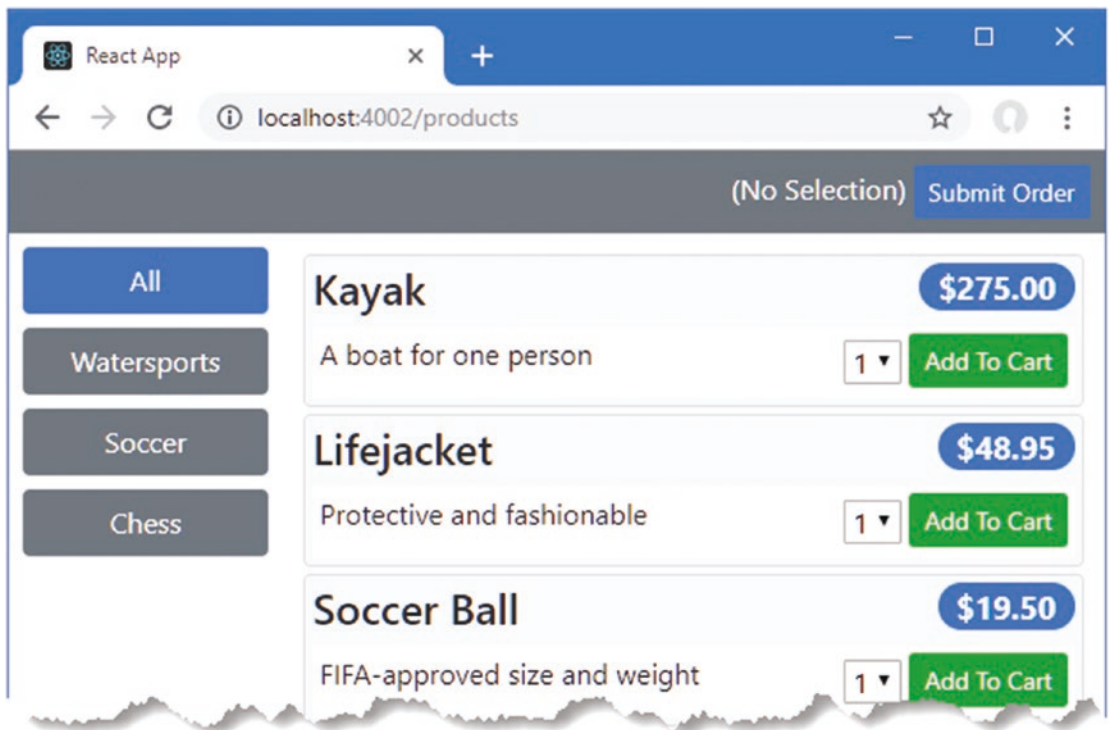 React App
localhost:4002/products
(No Selection) Submit Order
All
Watersports
Soccer
Chess
Kayak $275.00
A boat for one person 1 Add To Cart
Lifejacket $48.95
Protective and fashionable 1 Add To Cart
Soccer Ball $19.50
FIFA-approved size and weight 1 Add To Cart